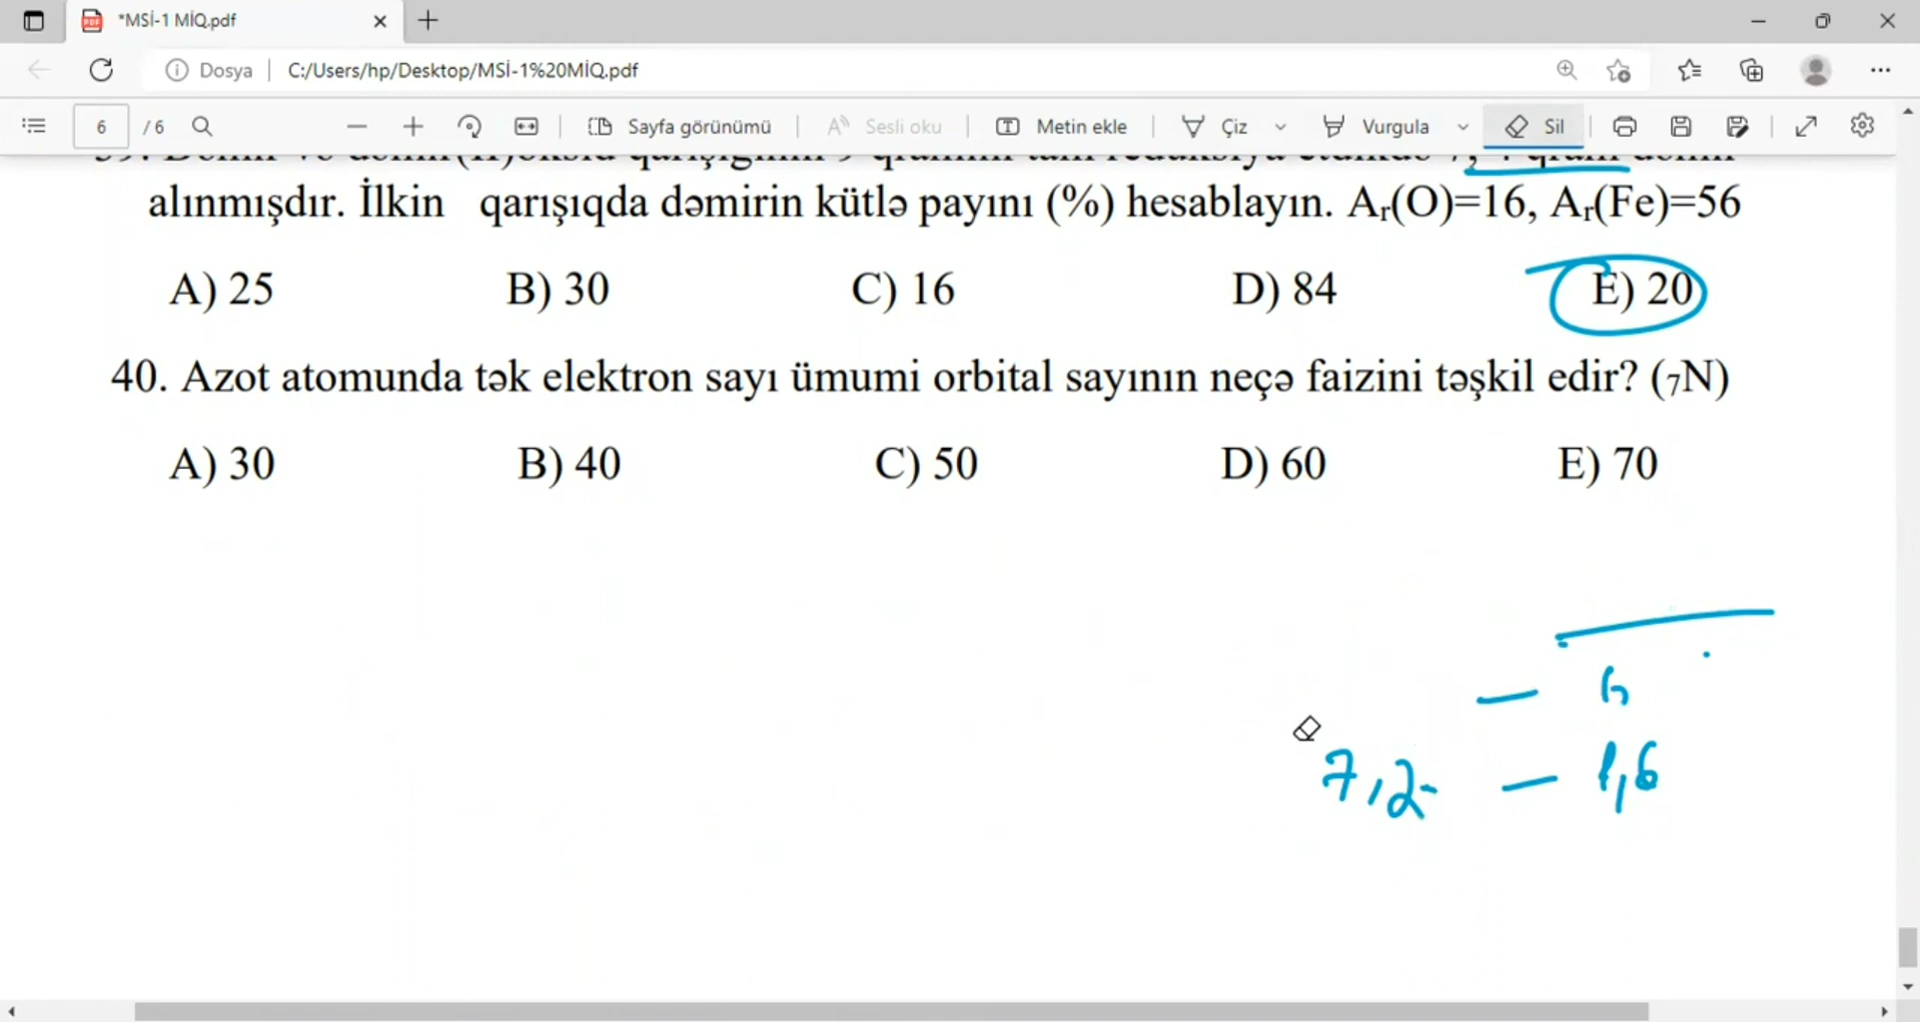 *MSİ-1 MİQ.pdf
Dosya | C:/Users/hp/Desktop/MSİ-1%20MİQ.pdf
6 / 6 Sayfa görünümü Sesli oku Metin ekle Çiz Vurgula Sil
alınmışdır. İlkin qarışıqda dəmirin kütlə payını (%) hesablayın. Ar(O)=16, Ar(Fe)=56
A) 25 B) 30 C) 16 D) 84 E) 20
40. Azot atomunda tək elektron sayı ümumi orbital sayının neçə faizini təşkil edir? (₇N)
A) 30 B) 40 C) 50 D) 60 E) 70
7,2 — 1,6